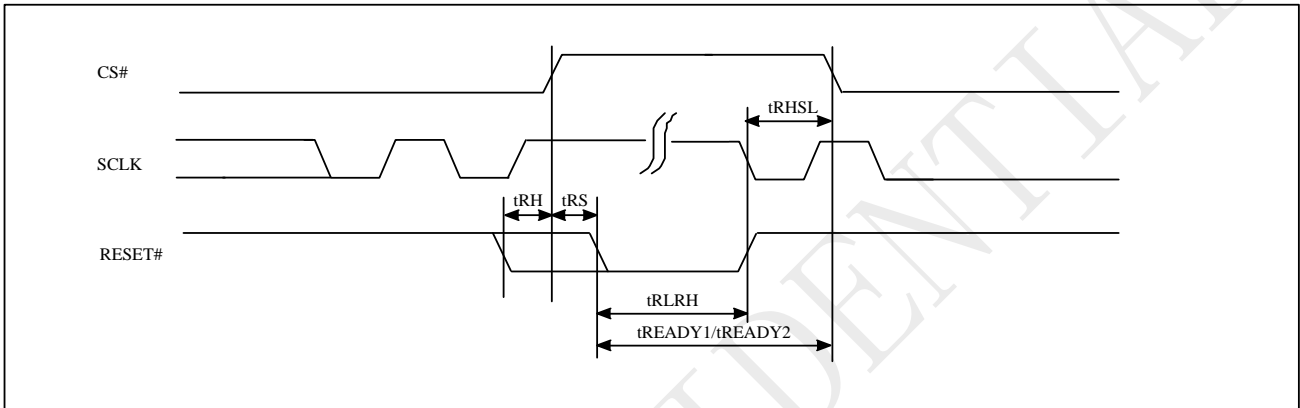 CS#
tRHSL
SCLK
tRH tRS
RESET#
tRLRH
tREADY1/tREADY2